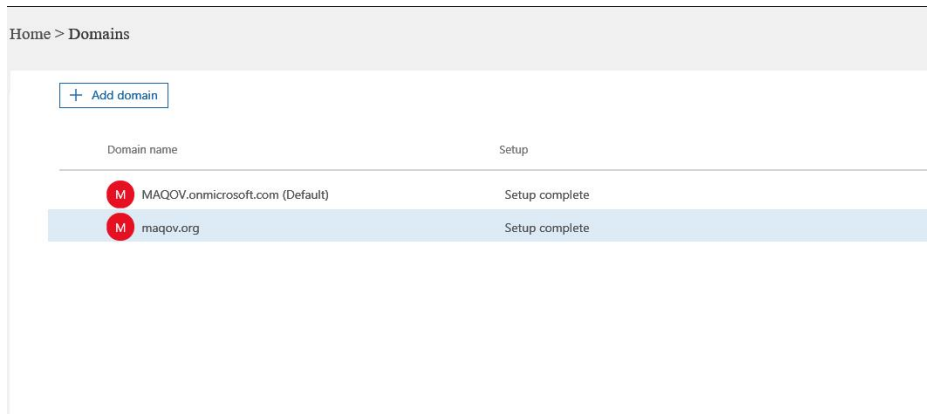 Home > Domains
+ Add domain
Domain name Setup
M MAQOV.onmicrosoft.com (Default) Setup complete
M maqov.org Setup complete